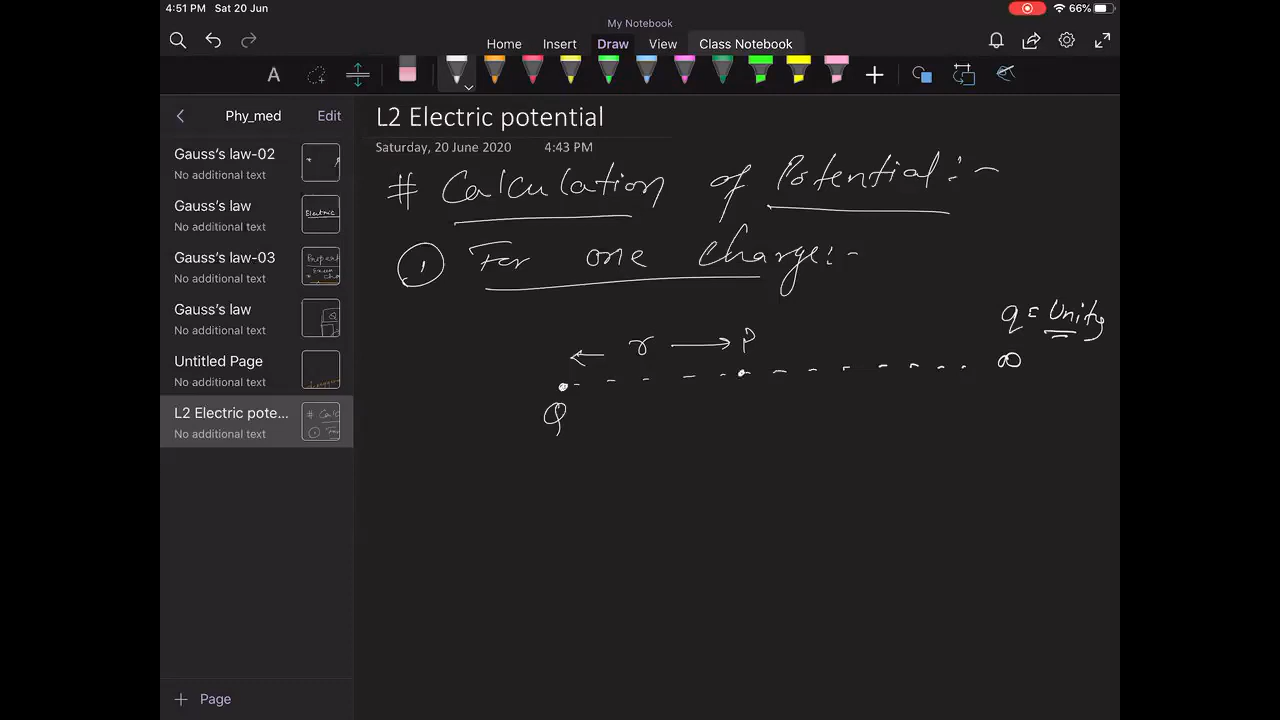 4:51 PM Sat 20 Jun
66%
My Notebook
Home Insert Draw View Class Notebook
A
Phy_med Edit
Gauss's law-02
No additional text
Gauss's law
No additional text
Gauss's law-03
No additional text
Gauss's law
No additional text
Untitled Page
No additional text
L2 Electric pote...
No additional text
+ Page
L2 Electric potential
Saturday, 20 June 2020 4:43 PM
# Calculation of Potential:-
① For one Charge:-
q = Unity
← r → P
∞
Q